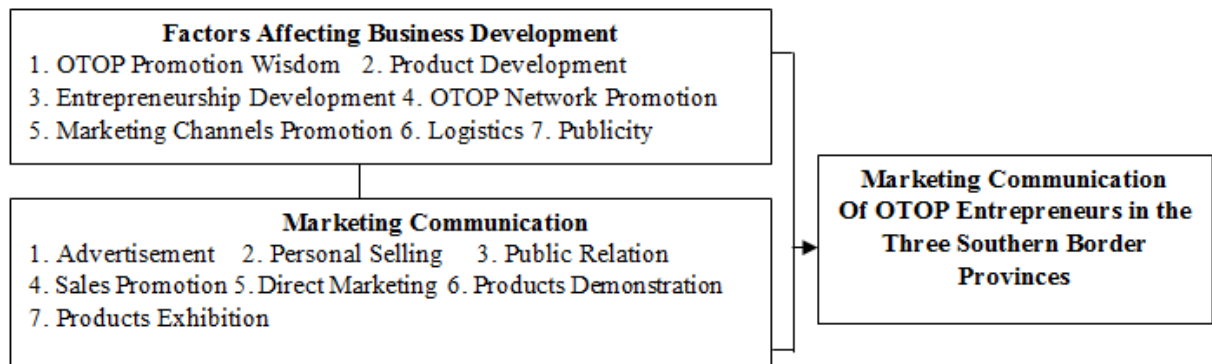 Factors Affecting Business Development
1. OTOP Promotion Wisdom 2. Product Development
3. Entrepreneurship Development 4. OTOP Network Promotion
5. Marketing Channels Promotion 6. Logistics 7. Publicity
Marketing Communication
1. Advertisement 2. Personal Selling 3. Public Relation
4. Sales Promotion 5. Direct Marketing 6. Products Demonstration
7. Products Exhibition
Marketing Communication
Of OTOP Entrepreneurs in the
Three Southern Border
Provinces